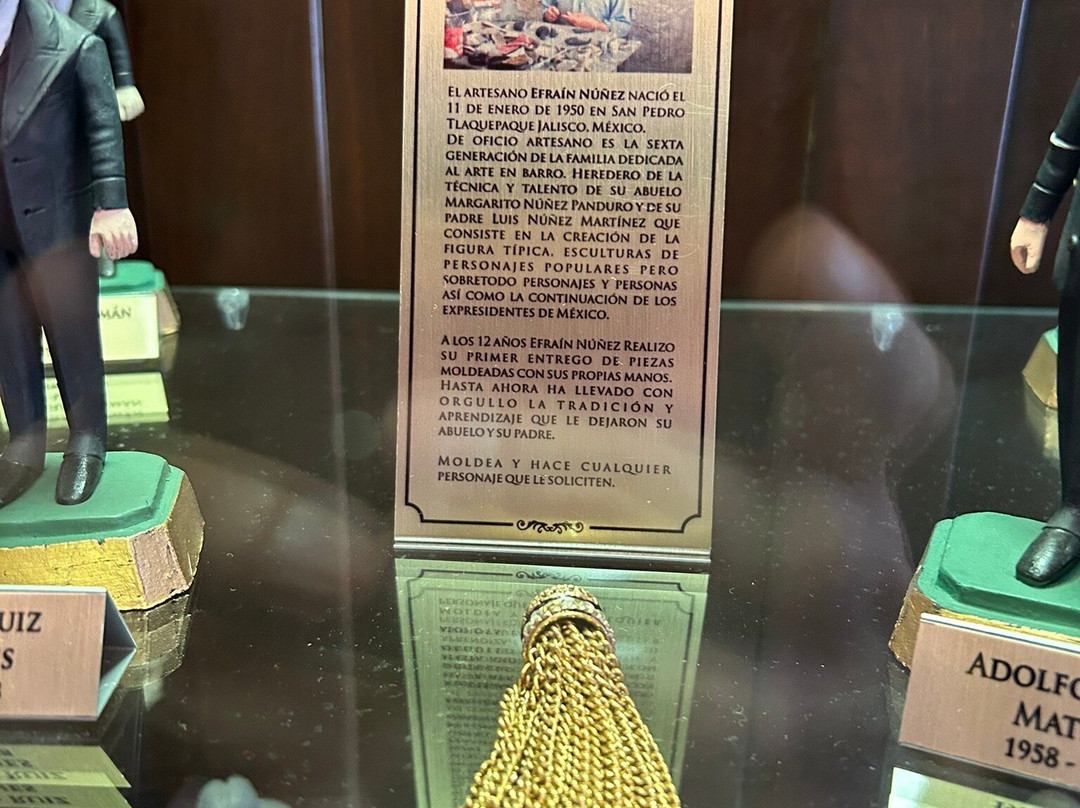 EL ARTESANO EFRAÍN NÚÑEZ NACIÓ EL
11 DE ENERO DE 1950 EN SAN PEDRO
TLAQUEPAQUE JALISCO, MÉXICO.
DE OFICIO ARTESANO ES LA SEXTA
GENERACIÓN DE LA FAMILIA DEDICADA
AL ARTE EN BARRO. HEREDERO DE LA
TÉCNICA Y TALENTO DE SU ABUELO
MARGARITO NÚÑEZ PANDURO Y DE SU
PADRE LUIS NÚÑEZ MARTÍNEZ QUE
CONSISTE EN LA CREACIÓN DE LA
FIGURA TÍPICA, ESCULTURAS DE
PERSONAJES POPULARES PERO
SOBRETODO PERSONAJES Y PERSONAS
ASÍ COMO LA CONTINUACIÓN DE LOS
EXPRESIDENTES DE MÉXICO.
A LOS 12 AÑOS EFRAÍN NÚÑEZ REALIZO
SU PRIMER ENTREGO DE PIEZAS
MOLDEADAS CON SUS PROPIAS MANOS.
HASTA AHORA HA LLEVADO CON
ORGULLO LA TRADICIÓN Y
APRENDIZAJE QUE LE DEJARON SU
ABUELO Y SU PADRE.
MOLDEA Y HACE CUALQUIER
PERSONAJE QUE LE SOLICITEN.
MÁN
UIZ
S
ADOLFO
MAT
1958 -